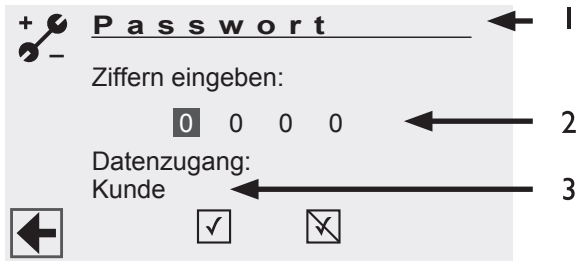 Passwort 1
Ziffern eingeben:
0 0 0 0 2
Datenzugang:
Kunde 3